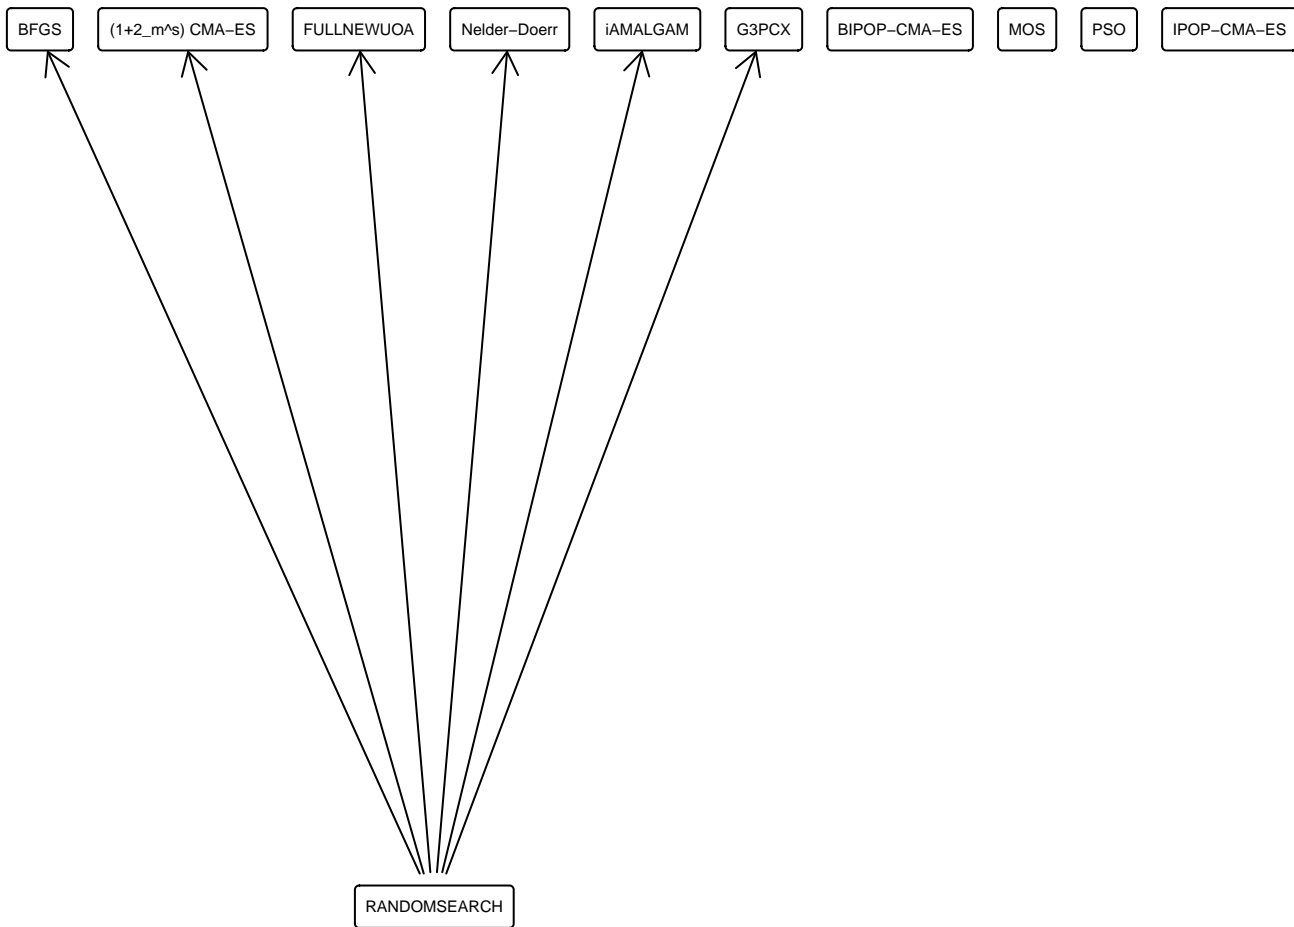 BFGS
(1+2_m^s) CMA−ES
FULLNEWUOA
Nelder−Doerr
iAMALGAM
G3PCX
BIPOP−CMA−ES
MOS
PSO
IPOP−CMA−ES
RANDOMSEARCH